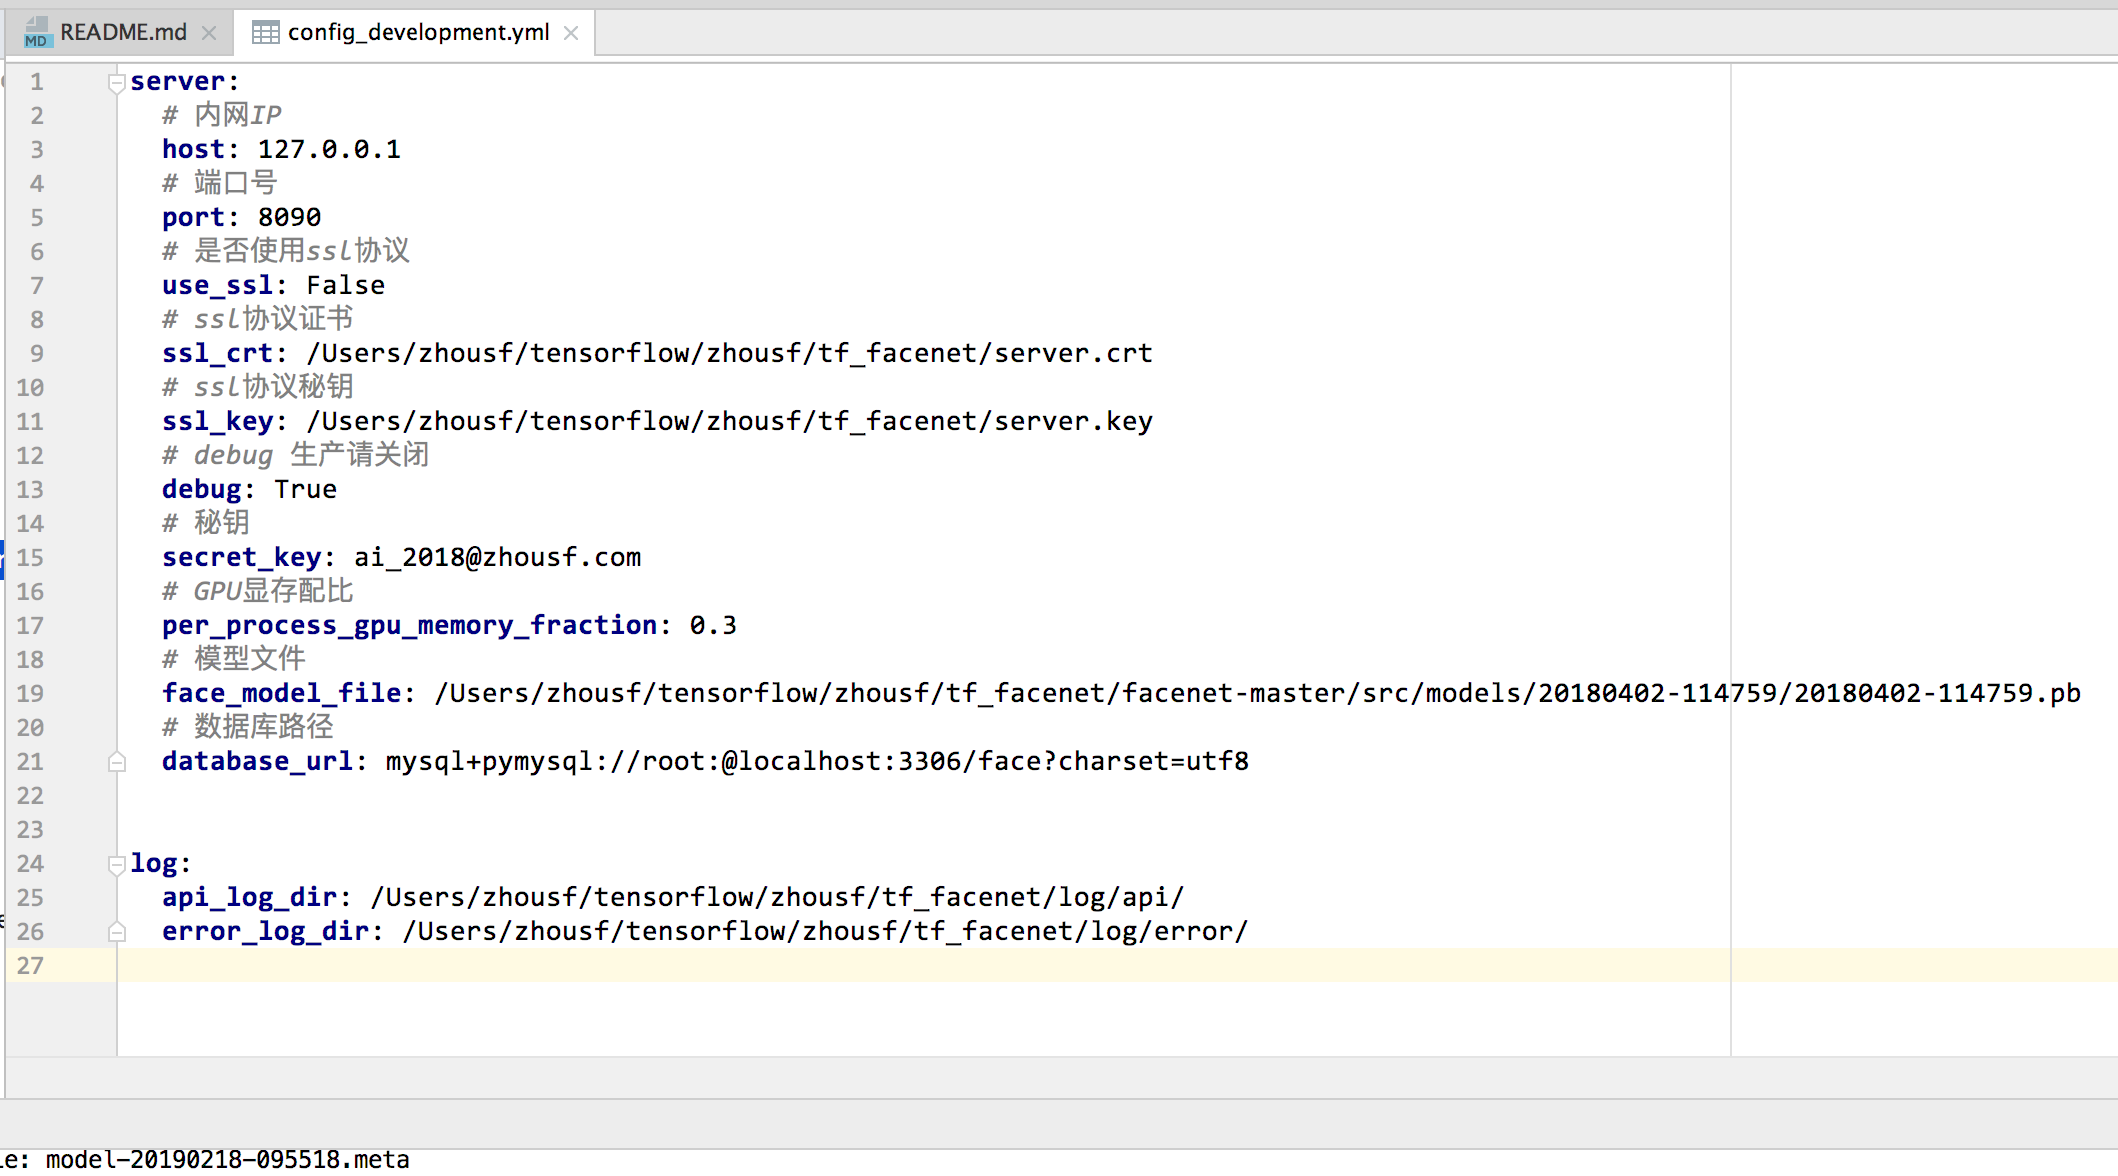 MD README.md
config_development.yml
1 server:
2 # 内网IP
3 host: 127.0.0.1
4 # 端口号
5 port: 8090
6 # 是否使用ssl协议
7 use_ssl: False
8 # ssl协议证书
9 ssl_crt: /Users/zhousf/tensorflow/zhousf/tf_facenet/server.crt
10 # ssl协议秘钥
11 ssl_key: /Users/zhousf/tensorflow/zhousf/tf_facenet/server.key
12 # debug 生产请关闭
13 debug: True
14 # 秘钥
15 secret_key: ai_2018@zhousf.com
16 # GPU显存配比
17 per_process_gpu_memory_fraction: 0.3
18 # 模型文件
19 face_model_file: /Users/zhousf/tensorflow/zhousf/tf_facenet/facenet-master/src/models/20180402-114759/20180402-114759.pb
20 # 数据库路径
21 database_url: mysql+pymysql://root:@localhost:3306/face?charset=utf8
22
23
24 log:
25 api_log_dir: /Users/zhousf/tensorflow/zhousf/tf_facenet/log/api/
26 error_log_dir: /Users/zhousf/tensorflow/zhousf/tf_facenet/log/error/
27
le: model-20190218-095518.meta